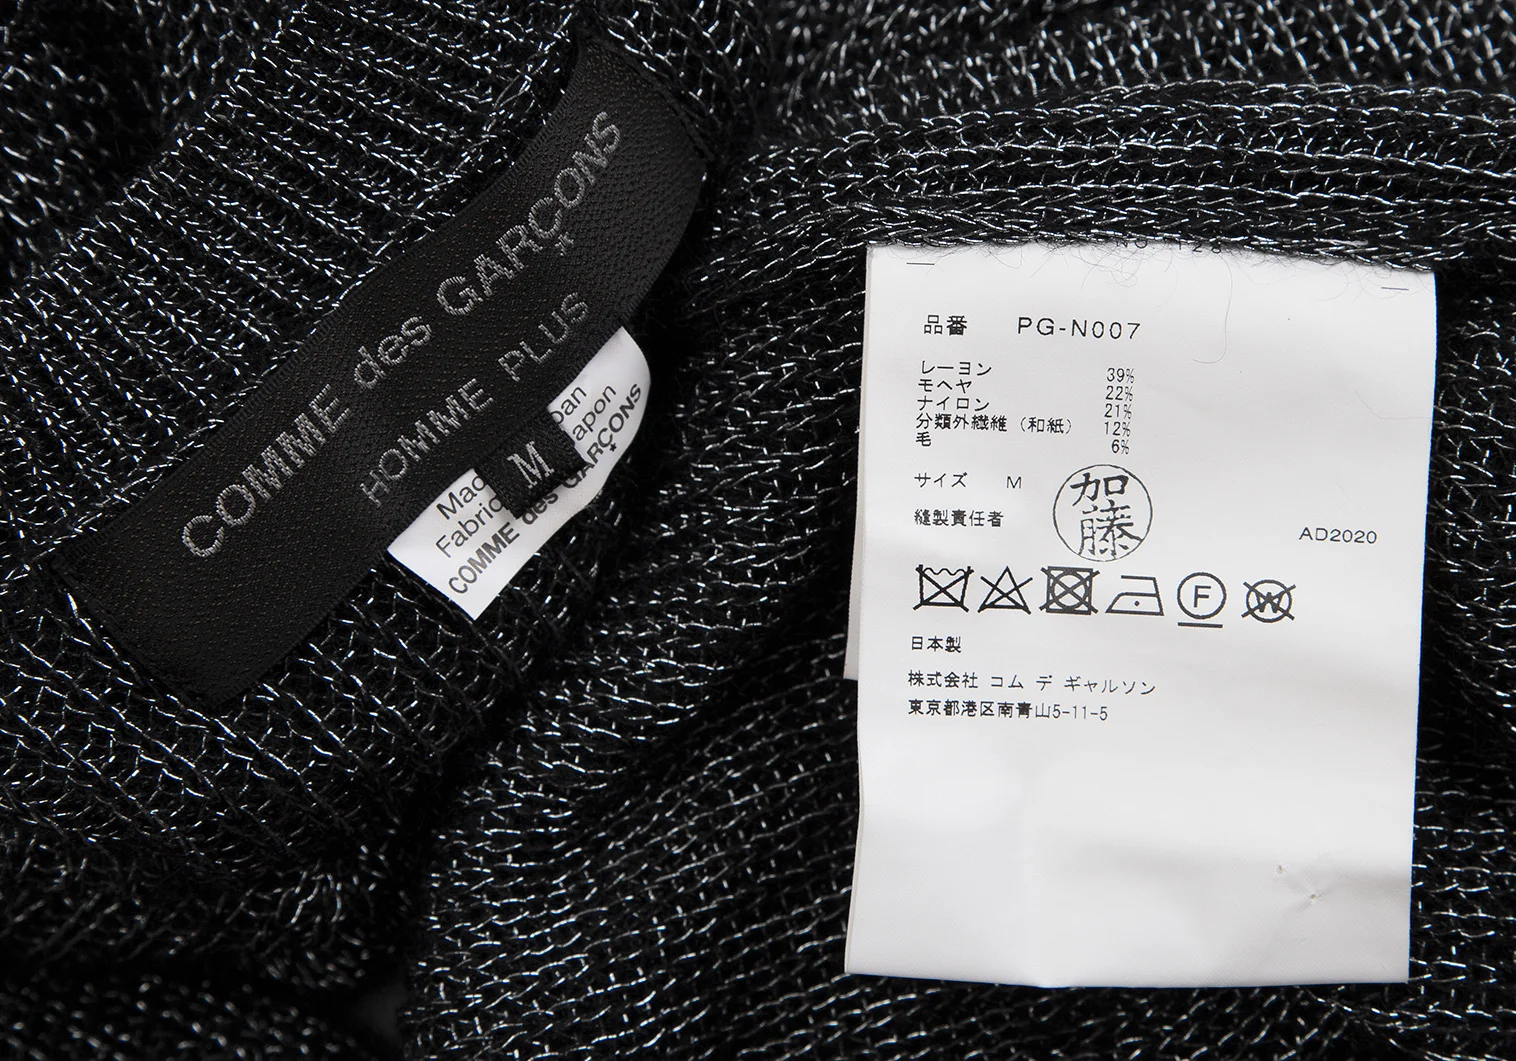 COMME des GARÇONS
HOMME PLUS
M
COMME des GARÇONS
品番 PG-N007
レーヨン 39%
モヘヤ 22%
ナイロン 21%
分類外繊維（和紙） 12%
毛 6%
サイズ M
縫製責任者 加藤
AD2020
F
W
日本製
株式会社 コム デ ギャルソン
東京都港区南青山5-11-5